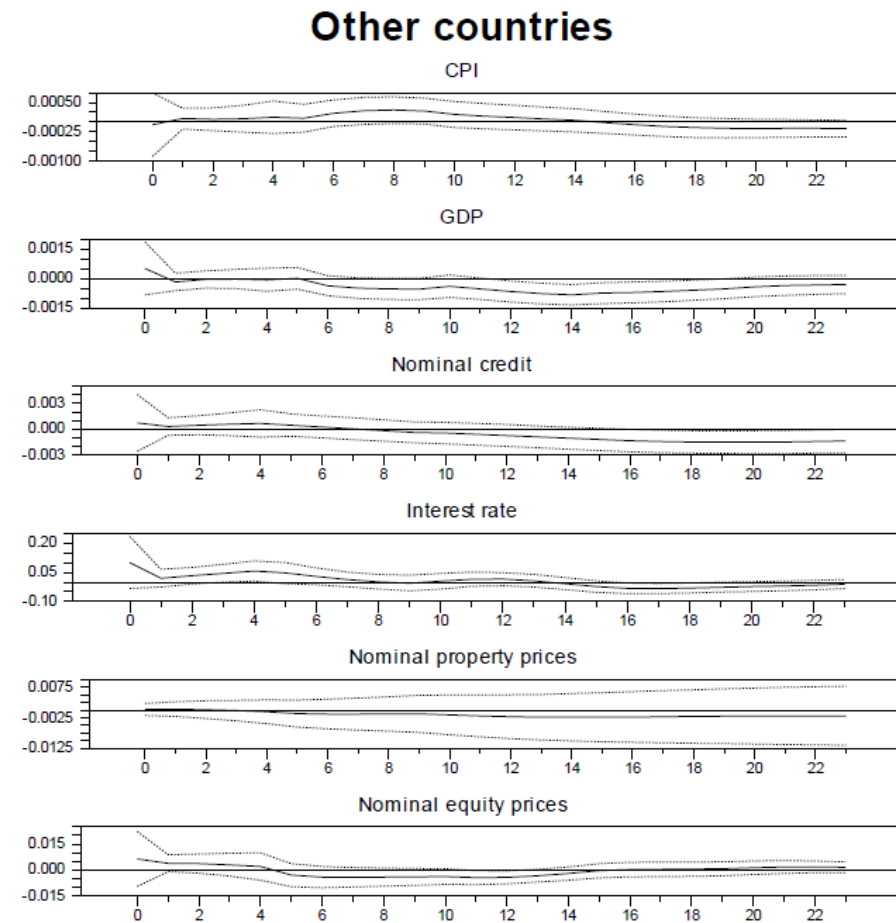 Other countries
CPI
0.00050
-0.00025
-0.00100
0 2 4 6 8 10 12 14 16 18 20 22
GDP
0.0015
0.0000
-0.0015
0 2 4 6 8 10 12 14 16 18 20 22
Nominal credit
0.003
0.000
-0.003
0 2 4 6 8 10 12 14 16 18 20 22
Interest rate
0.20
0.05
-0.10
0 2 4 6 8 10 12 14 16 18 20 22
Nominal property prices
0.0075
-0.0025
-0.0125
0 2 4 6 8 10 12 14 16 18 20 22
Nominal equity prices
0.015
0.000
-0.015
0 2 4 6 8 10 12 14 16 18 20 22